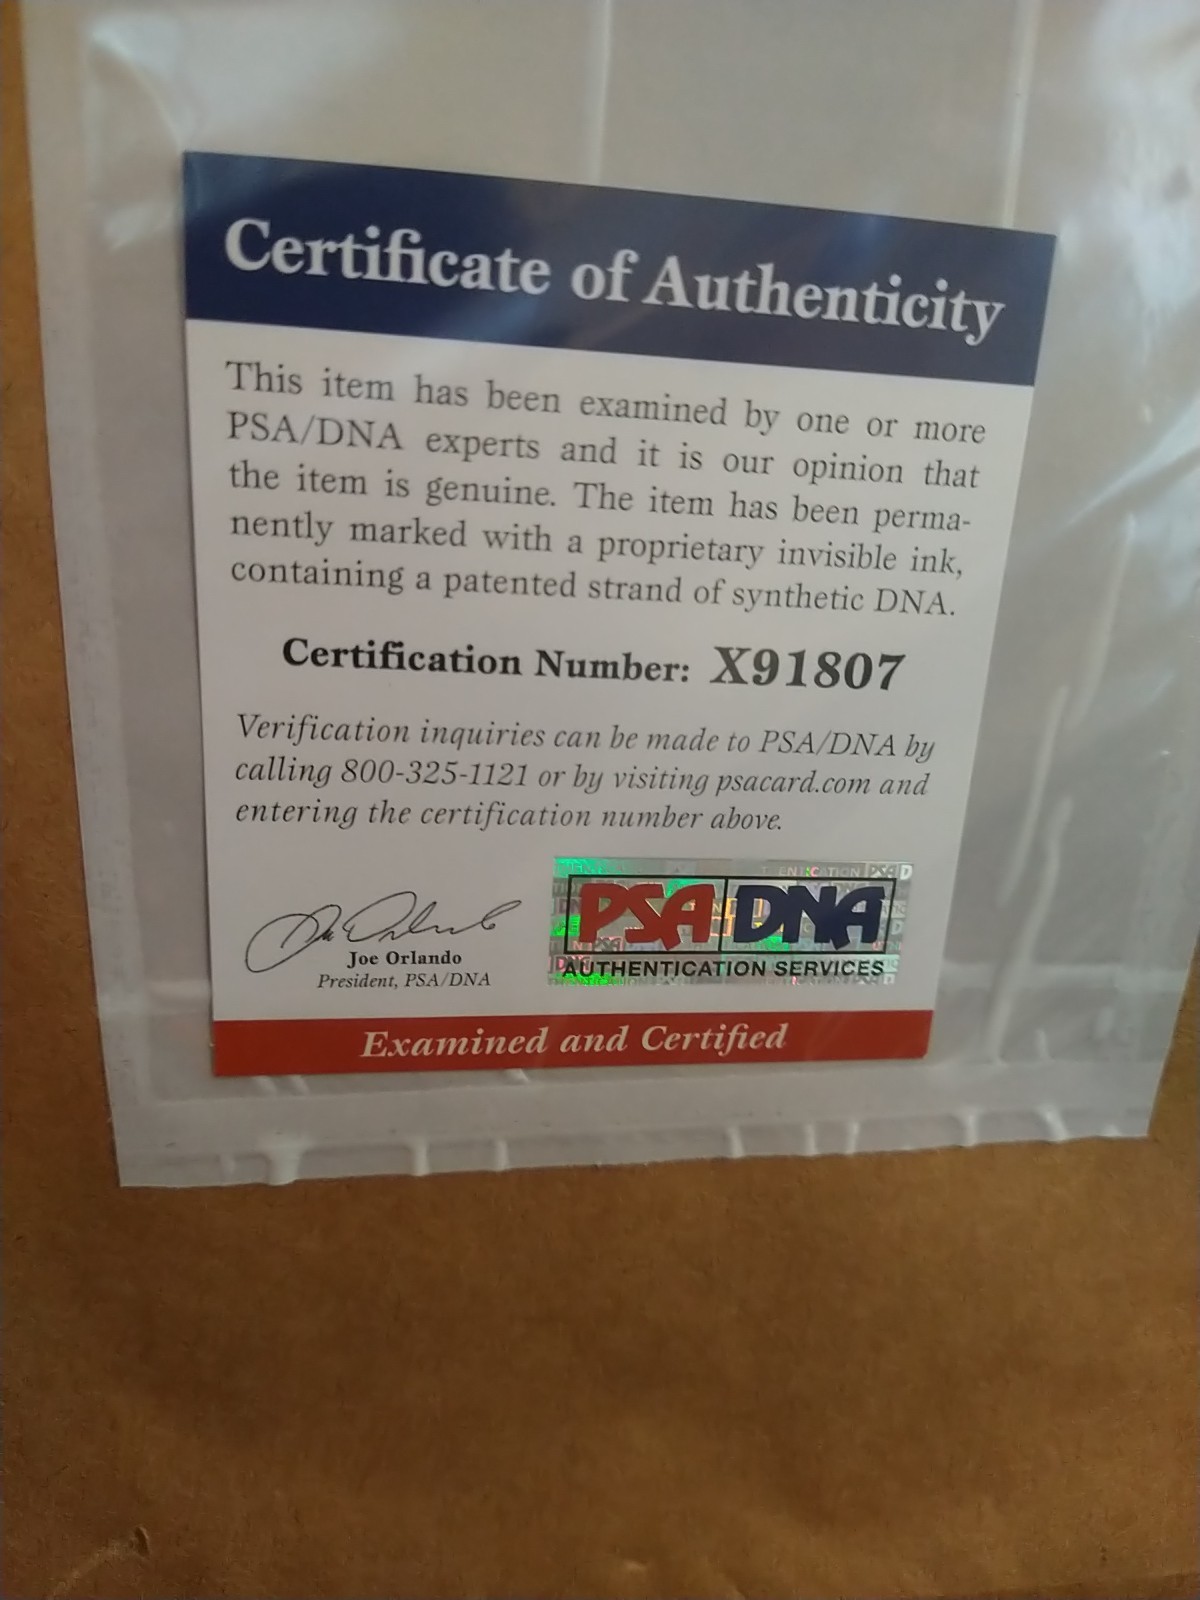 Certificate of Authenticity
This item has been examined by one or more
PSA/DNA experts and it is our opinion that
the item is genuine. The item has been perma-
nently marked with a proprietary invisible ink,
containing a patented strand of synthetic DNA.
Certification Number: X91807
Verification inquiries can be made to PSA/DNA by
calling 800-325-1121 or by visiting psacard.com and
entering the certification number above.
Joe Orlando
President, PSA/DNA
PSA DNA
AUTHENTICATION SERVICES
Examined and Certified